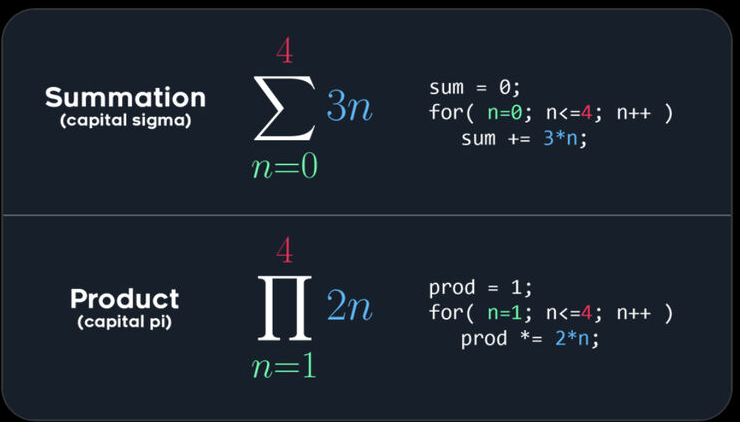 Summation
(capital sigma)
4
∑ 3n
n=0
sum = 0;
for( n=0; n<=4; n++ )
sum += 3*n;
Product
(capital pi)
4
∏ 2n
n=1
prod = 1;
for( n=1; n<=4; n++ )
prod *= 2*n;